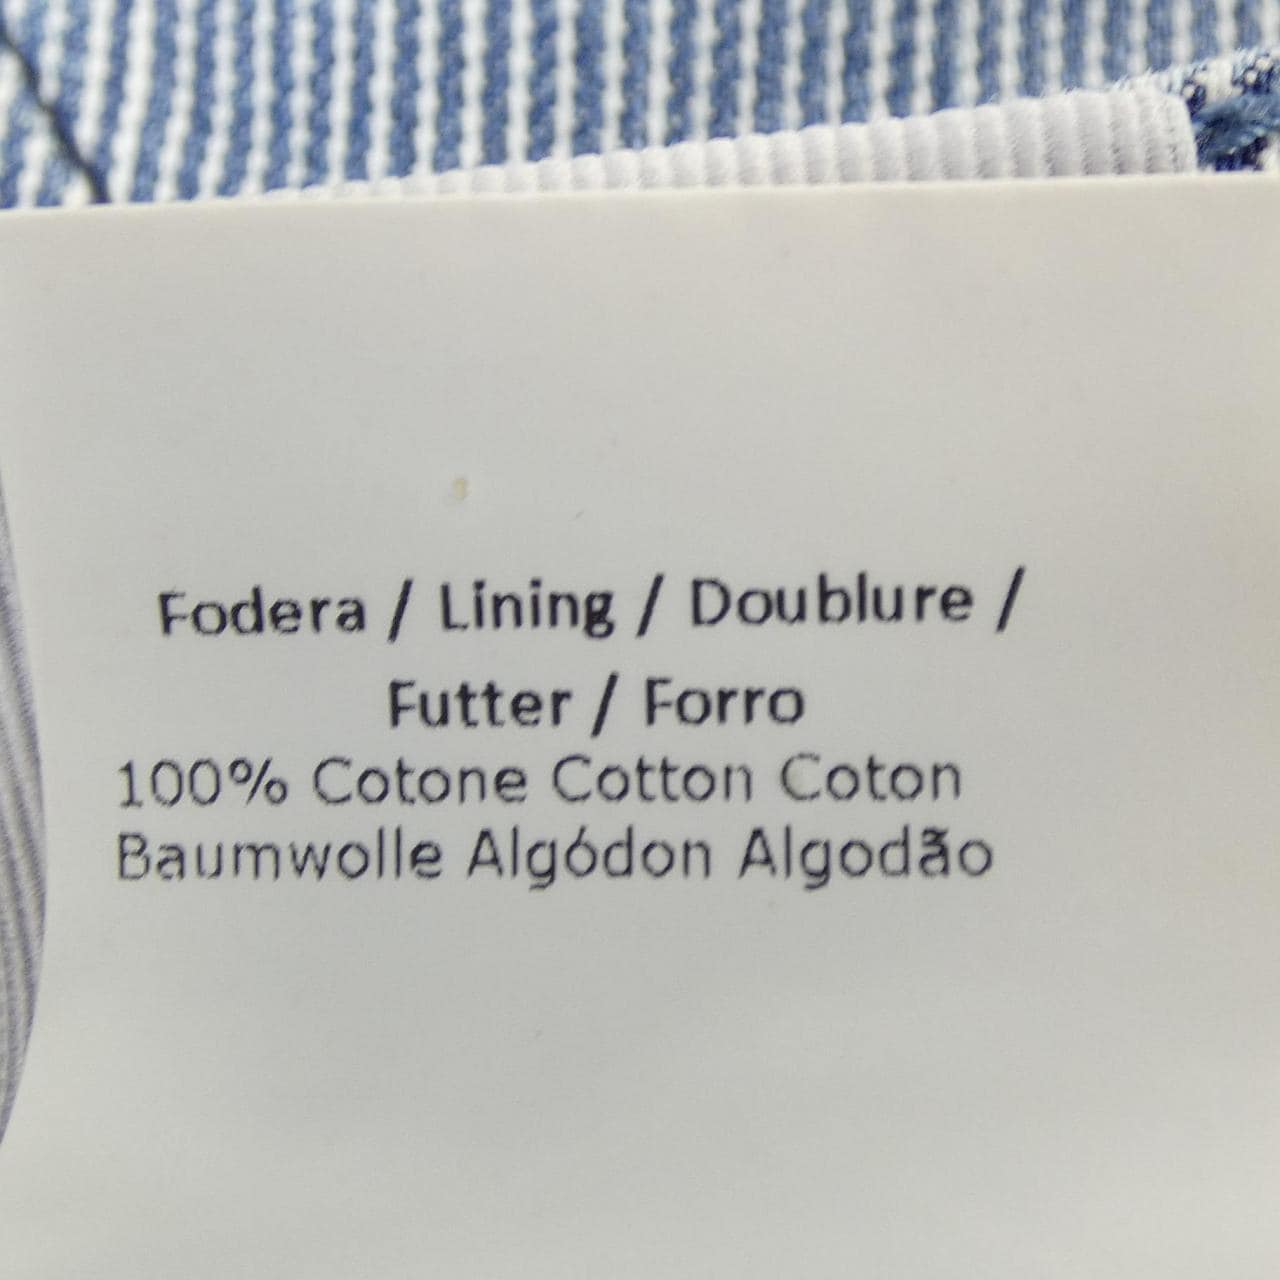 Fodera / Lining / Doublure /
Futter / Forro
100% Cotone Cotton Coton
Baumwolle Algódon Algodão